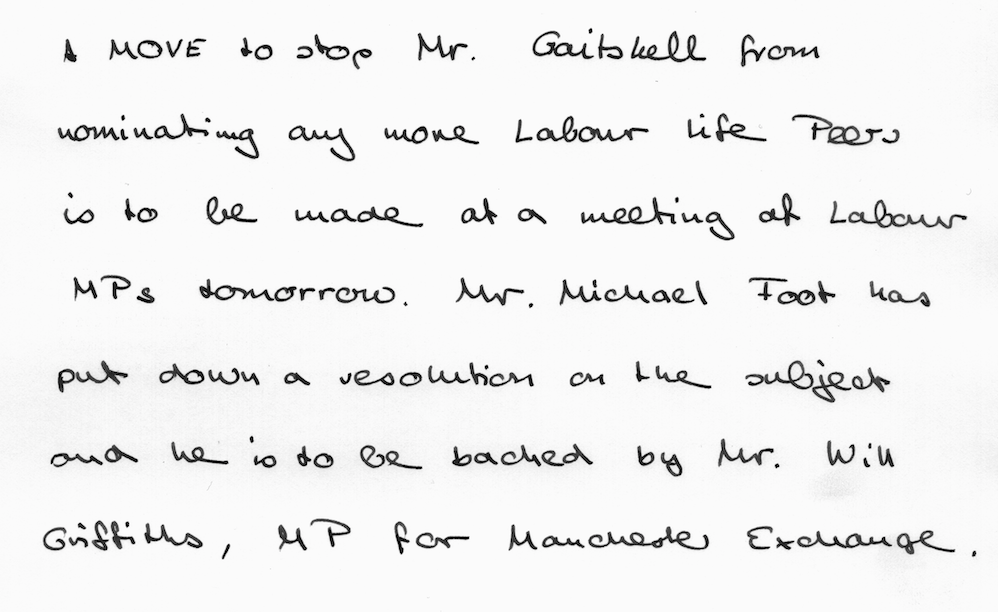 A MOVE to stop Mr. Gaitskell from
nominating any more Labour life Peers
is to be made at a meeting of Labour
MPs tomorrow. Mr. Michael Foot has
put down a resolution on the subject
and he is to be backed by Mr. Will
Griffiths, MP for Manchester Exchange.